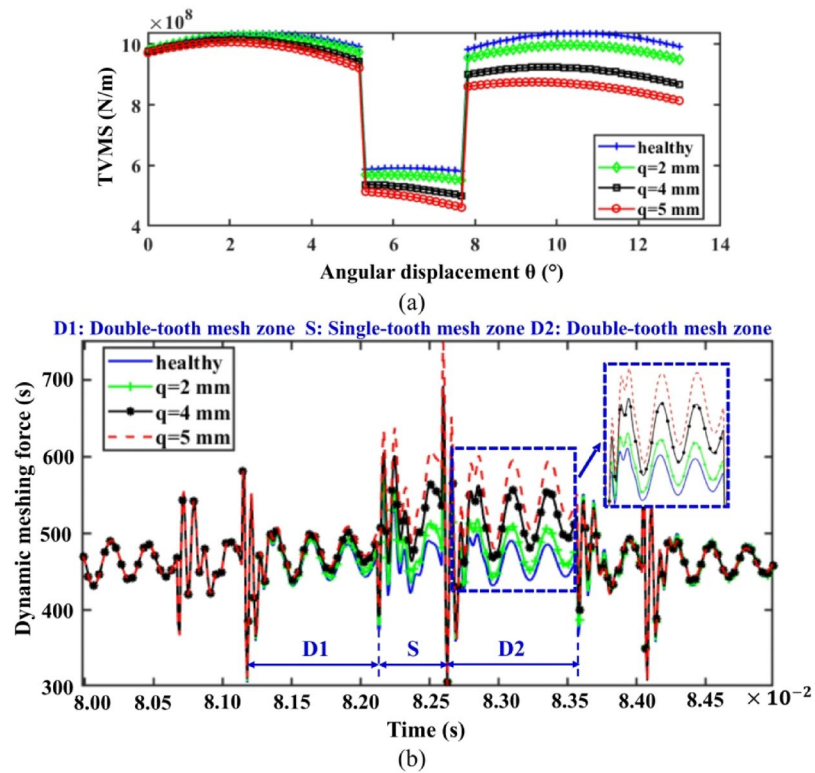 ×10⁸
10
8
6
4
TVMS (N/m)
healthy
q=2 mm
q=4 mm
q=5 mm
0 2 4 6 8 10 12 14
Angular displacement θ (°)
(a)
D1: Double-tooth mesh zone S: Single-tooth mesh zone D2: Double-tooth mesh zone
healthy
q=2 mm
q=4 mm
q=5 mm
700
600
500
400
300
Dynamic meshing force (s)
D1 S D2
8.00 8.05 8.10 8.15 8.20 8.25 8.30 8.35 8.40 8.45 ×10⁻²
Time (s)
(b)